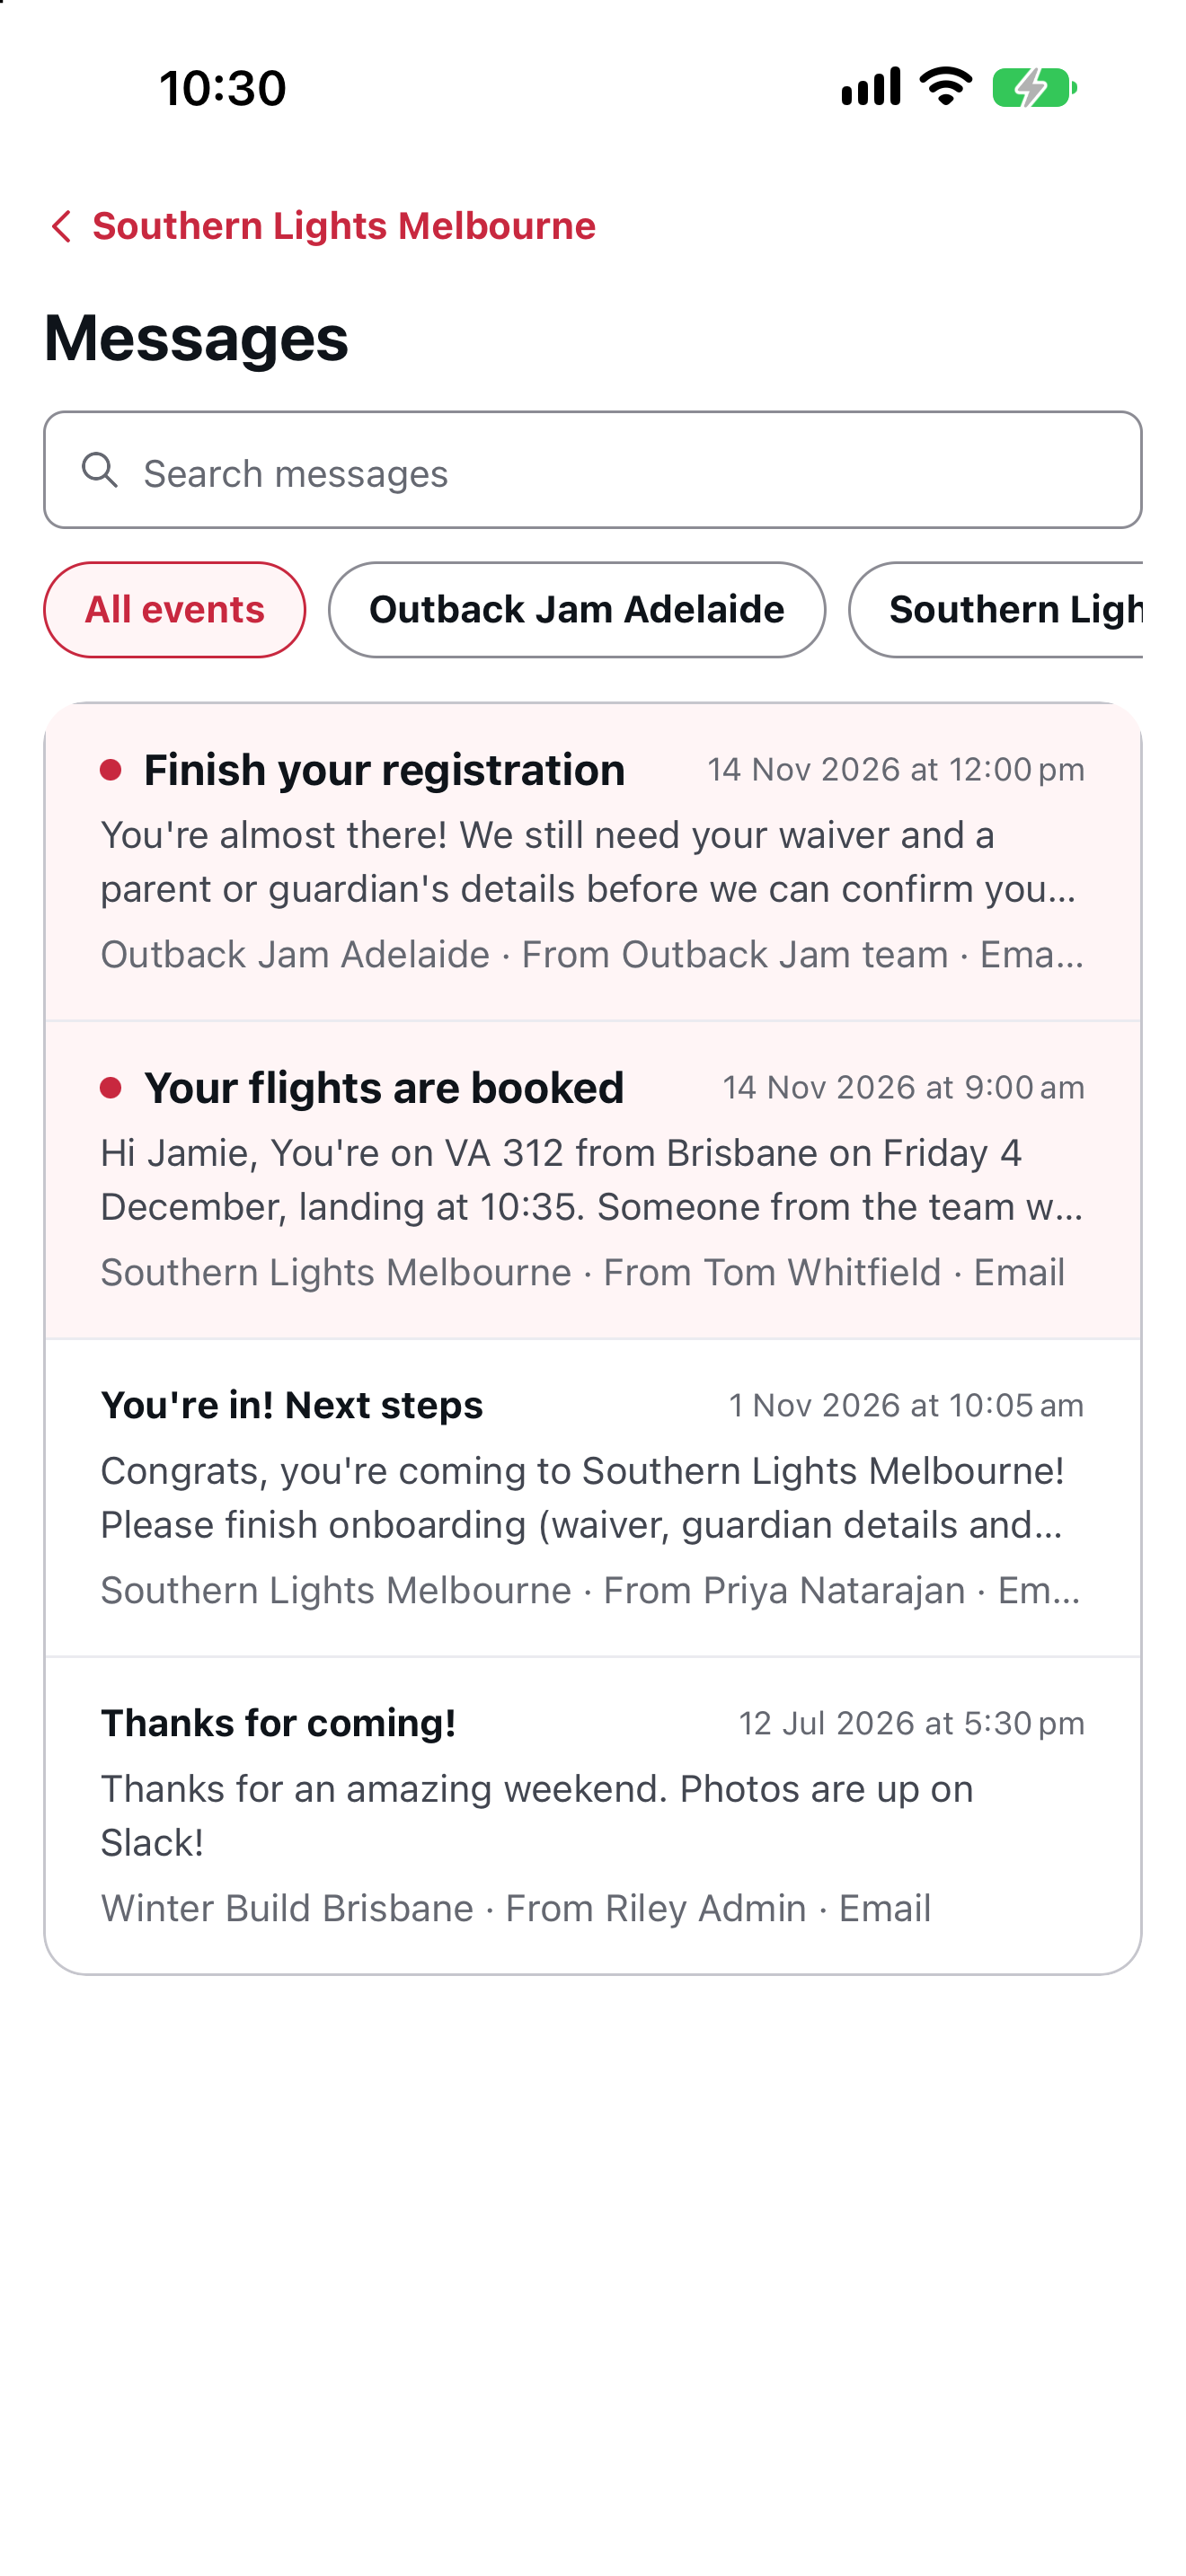 10:30
Southern Lights Melbourne
Messages
Search messages
All events
Outback Jam Adelaide
Southern Ligh
Finish your registration
14 Nov 2026 at 12:00 pm
You're almost there! We still need your waiver and a
parent or guardian's details before we can confirm you...
Outback Jam Adelaide · From Outback Jam team · Ema...
Your flights are booked
14 Nov 2026 at 9:00 am
Hi Jamie, You're on VA 312 from Brisbane on Friday 4
December, landing at 10:35. Someone from the team w...
Southern Lights Melbourne · From Tom Whitfield · Email
You're in! Next steps
1 Nov 2026 at 10:05 am
Congrats, you're coming to Southern Lights Melbourne!
Please finish onboarding (waiver, guardian details and...
Southern Lights Melbourne · From Priya Natarajan · Em...
Thanks for coming!
12 Jul 2026 at 5:30 pm
Thanks for an amazing weekend. Photos are up on
Slack!
Winter Build Brisbane · From Riley Admin · Email